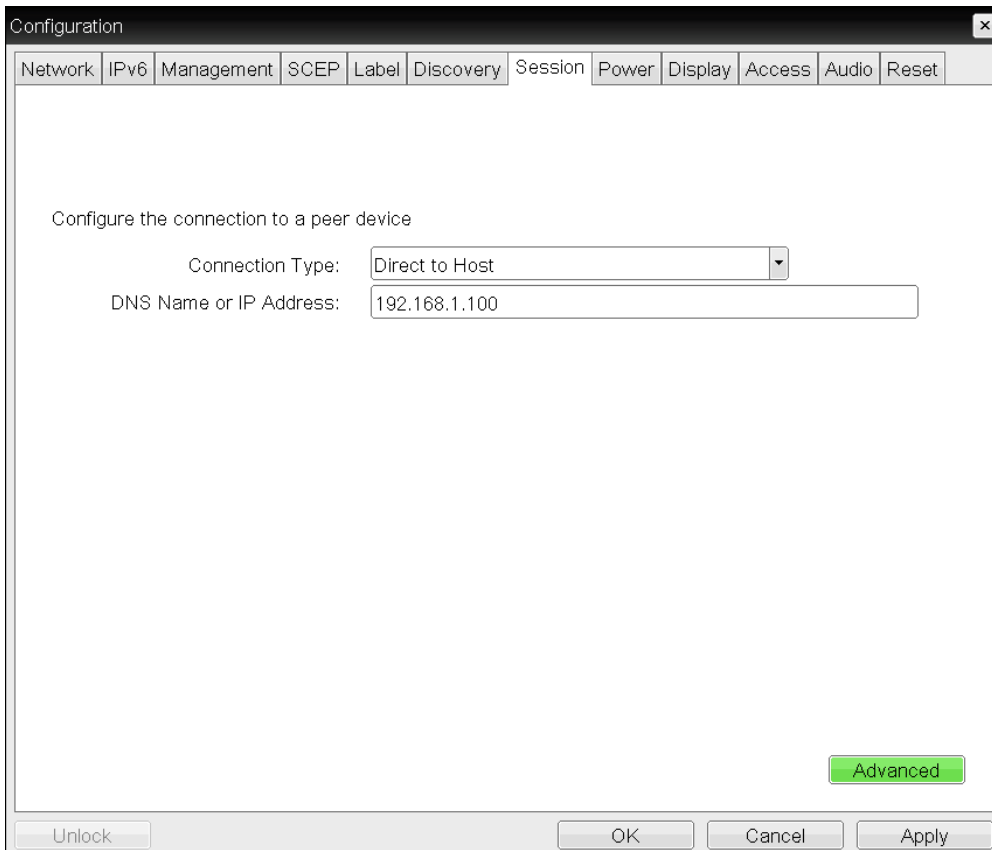 Configuration
Network IPv6 Management SCEP Label Discovery Session Power Display Access Audio Reset
Configure the connection to a peer device
Connection Type: Direct to Host
DNS Name or IP Address: 192.168.1.100
Advanced
Unlock OK Cancel Apply